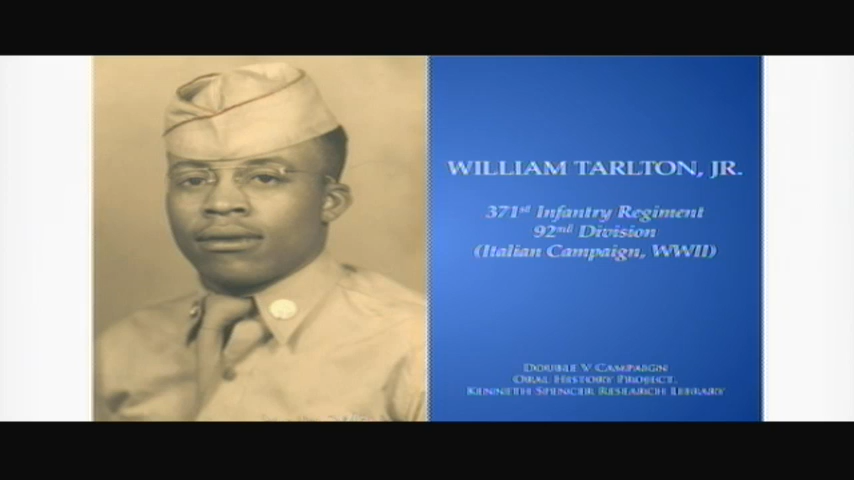 WILLIAM TARLTON, JR.
371st Infantry Regiment
92nd Division
(Italian Campaign, WWII)
DOUBLE V CAMPAIGN
ORAL HISTORY PROJECT,
KENNETH SPENCER RESEARCH LIBRARY